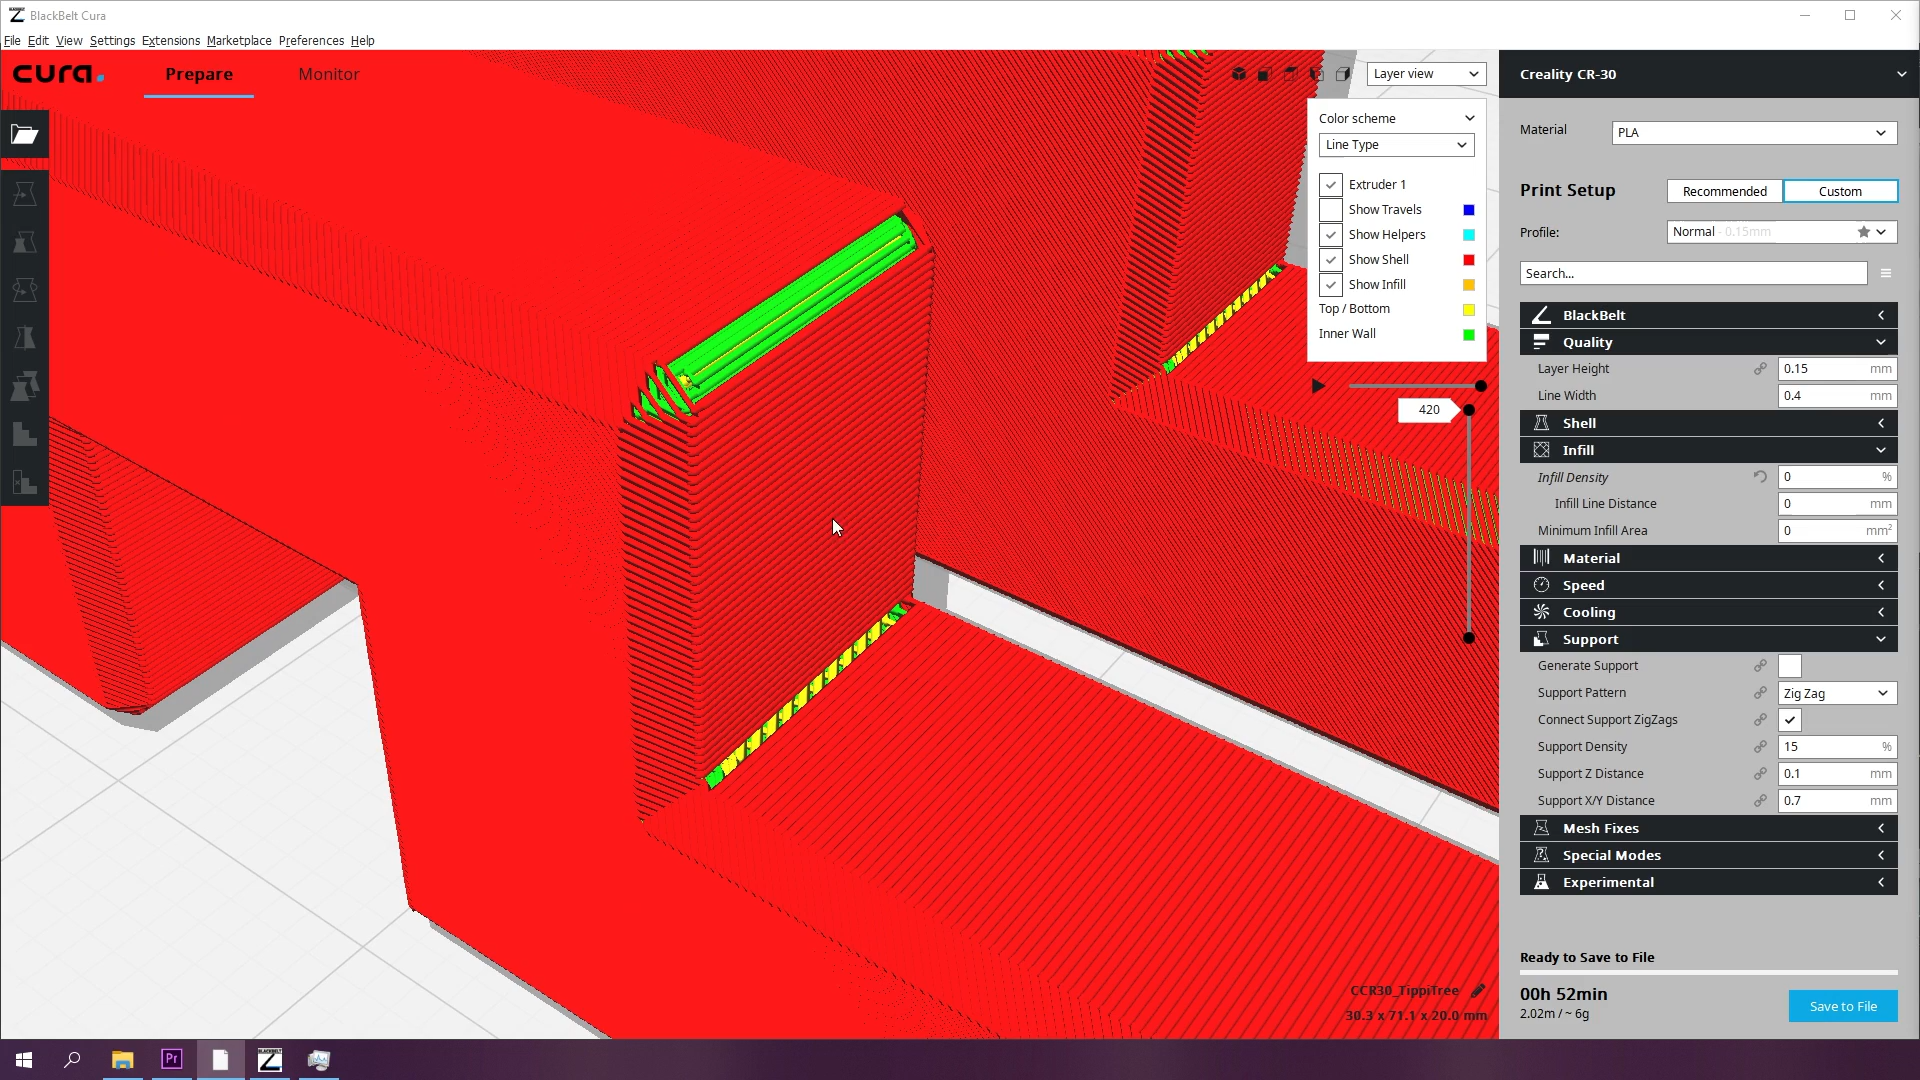 BlackBelt Cura
File Edit View Settings Extensions Marketplace Preferences Help
cura.
Prepare
Monitor
Layer view
Color scheme
Line Type
Extruder 1
Show Travels
Show Helpers
Show Shell
Show Infill
Top / Bottom
Inner Wall
420
CCR30_TippiTree
30.3 x 71.1 x 20.0 mm
Creality CR-30
Material
PLA
Print Setup
Recommended
Custom
Profile:
Normal - 0.15mm
Search...
BlackBelt
Quality
Layer Height 0.15 mm
Line Width 0.4 mm
Shell
Infill
Infill Density 0 %
Infill Line Distance 0 mm
Minimum Infill Area 0 mm²
Material
Speed
Cooling
Support
Generate Support
Support Pattern Zig Zag
Connect Support ZigZags
Support Density 15 %
Support Z Distance 0.1 mm
Support X/Y Distance 0.7 mm
Mesh Fixes
Special Modes
Experimental
Ready to Save to File
00h 52min
2.02m / ~ 6g
Save to File
Pr
BLACKBELT